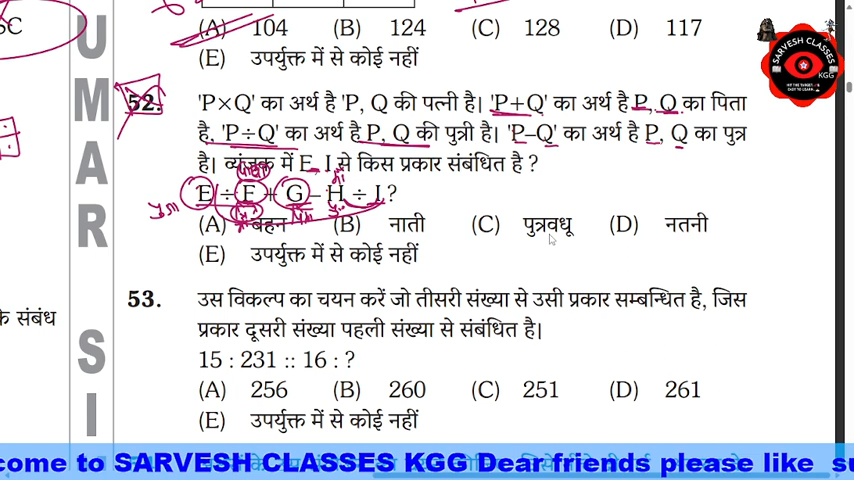 (A) 104 (B) 124 (C) 128 (D) 117
(E) उपर्युक्त में से कोई नहीं
52. 'P×Q' का अर्थ है 'P, Q की पत्नी है। 'P+Q' का अर्थ है P, Q का पिता
है, 'P÷Q' का अर्थ है P, Q की पुत्री है। 'P–Q' का अर्थ है P, Q का पुत्र
है। व्यंजक में E, I से किस प्रकार संबंधित है ?
E ÷ F + G – H ÷ I ?
(A) बहन (B) नाती (C) पुत्रवधू (D) नतनी
(E) उपर्युक्त में से कोई नहीं
53. उस विकल्प का चयन करें जो तीसरी संख्या से उसी प्रकार सम्बन्धित है, जिस
प्रकार दूसरी संख्या पहली संख्या से संबंधित है।
15 : 231 :: 16 : ?
(A) 256 (B) 260 (C) 251 (D) 261
(E) उपर्युक्त में से कोई नहीं
के संबंध
SC
UMAR SI
SARVESH CLASSES
KGG
come to SARVESH CLASSES KGG Dear friends please like su